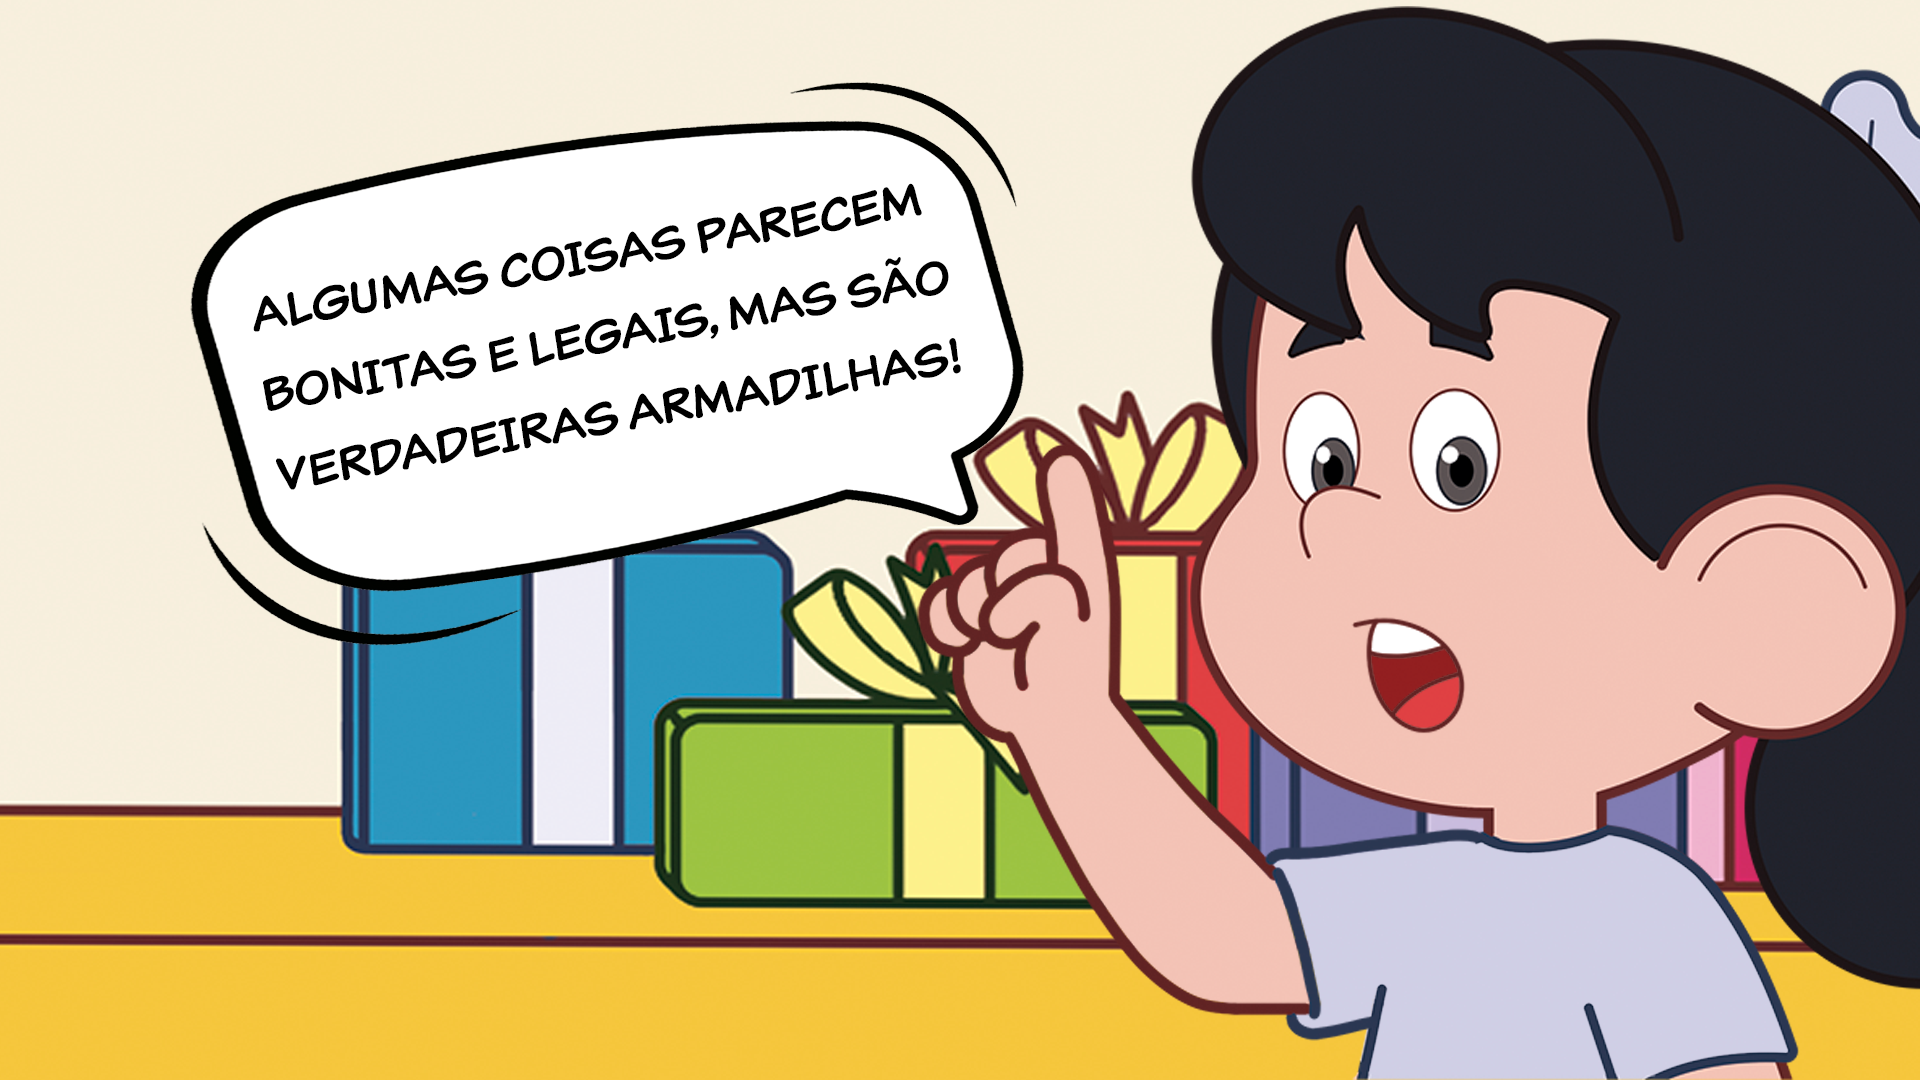 ALGUMAS COISAS PARECEM
BONITAS E LEGAIS, MAS SÃO
VERDADEIRAS ARMADILHAS!